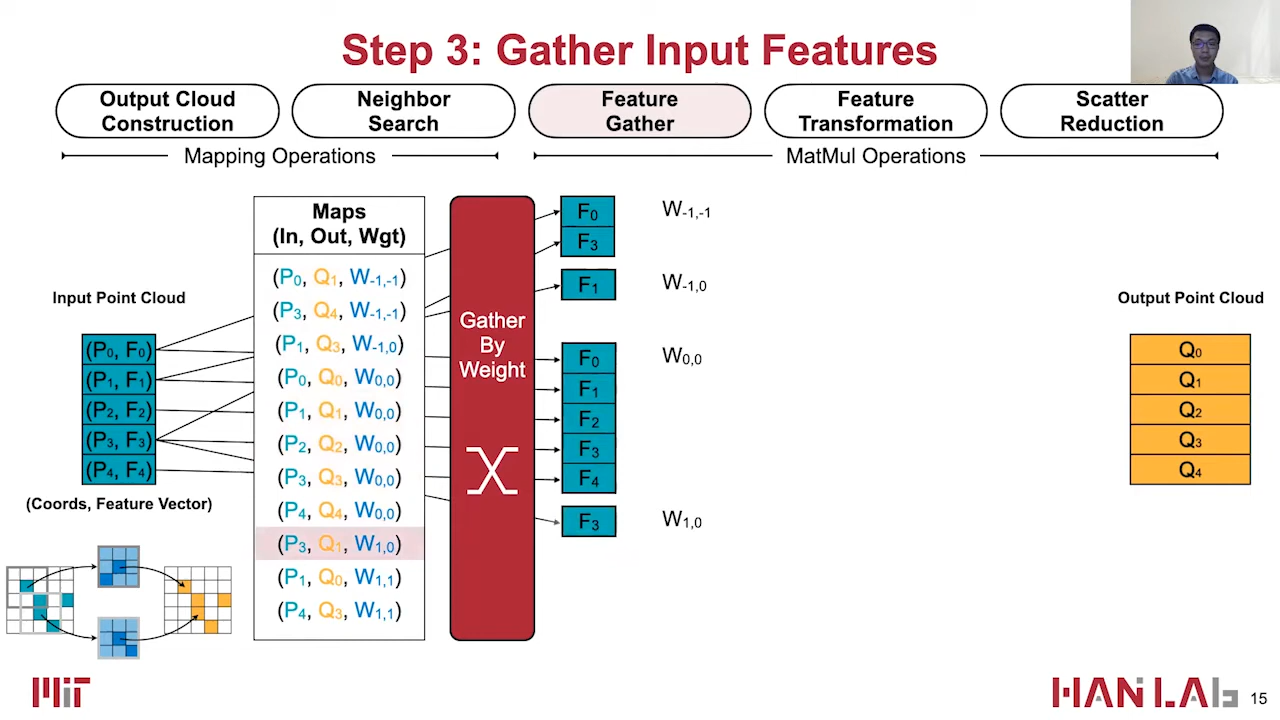 Step 3: Gather Input Features
Output Cloud
Construction
Neighbor
Search
Feature
Gather
Feature
Transformation
Scatter
Reduction
Mapping Operations
MatMul Operations
Maps
(In, Out, Wgt)
(P₀, Q₁, W₋₁,₋₁)
(P₃, Q₄, W₋₁,₋₁)
(P₁, Q₃, W₋₁,₀)
(P₀, Q₀, W₀,₀)
(P₁, Q₁, W₀,₀)
(P₂, Q₂, W₀,₀)
(P₃, Q₃, W₀,₀)
(P₄, Q₄, W₀,₀)
(P₃, Q₁, W₁,₀)
(P₁, Q₀, W₁,₁)
(P₄, Q₃, W₁,₁)
Input Point Cloud
(P₀, F₀)
(P₁, F₁)
(P₂, F₂)
(P₃, F₃)
(P₄, F₄)
(Coords, Feature Vector)
Gather
By
Weight
F₀
F₃
W₋₁,₋₁
F₁
W₋₁,₀
F₀
F₁
F₂
F₃
F₄
W₀,₀
F₃
W₁,₀
Output Point Cloud
Q₀
Q₁
Q₂
Q₃
Q₄
MIT
HAN LAB
15